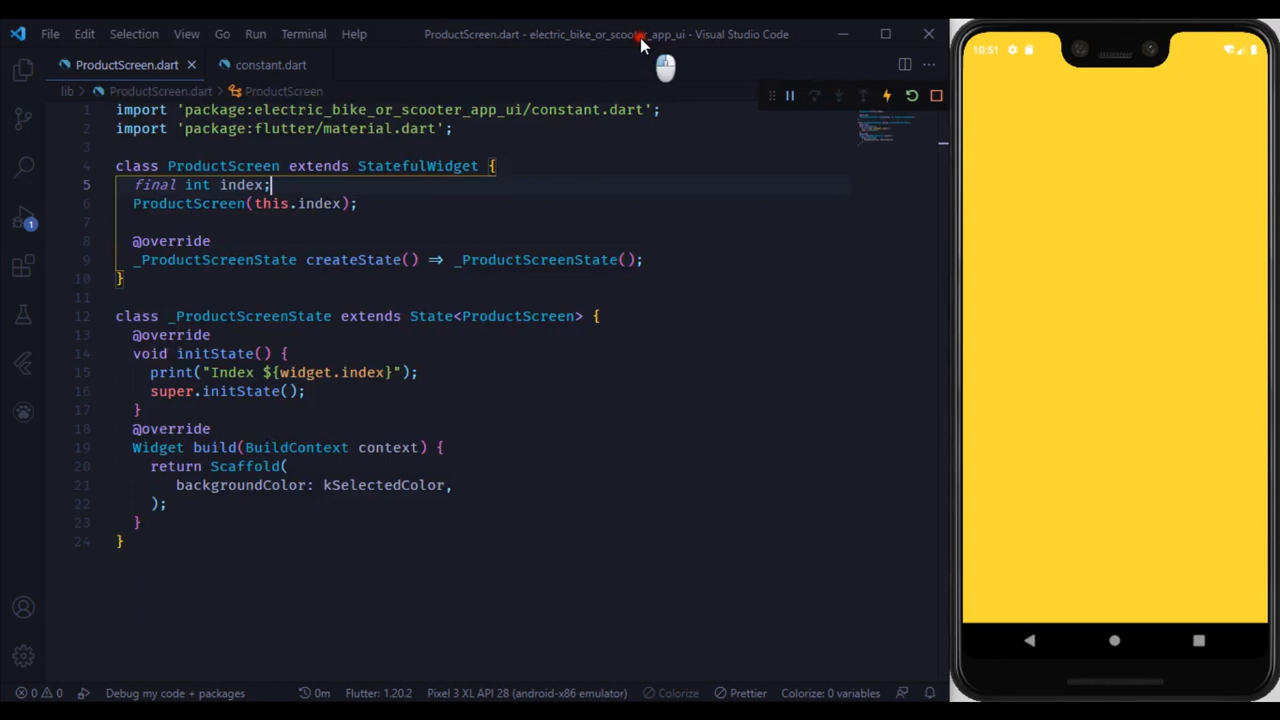 File Edit Selection View Go Run Terminal Help
ProductScreen.dart - electric_bike_or_scooter_app_ui - Visual Studio Code
ProductScreen.dart
constant.dart
lib > ProductScreen.dart > ProductScreen
1 import 'package:electric_bike_or_scooter_app_ui/constant.dart';
2 import 'package:flutter/material.dart';
3
4 class ProductScreen extends StatefulWidget {
5 final int index;
6 ProductScreen(this.index);
7
8 @override
9 _ProductScreenState createState() => _ProductScreenState();
10 }
11
12 class _ProductScreenState extends State<ProductScreen> {
13 @override
14 void initState() {
15 print("Index ${widget.index}");
16 super.initState();
17 }
18 @override
19 Widget build(BuildContext context) {
20 return Scaffold(
21 backgroundColor: kSelectedColor,
22 );
23 }
24 }
1
0 0 Debug my code + packages 0m Flutter: 1.20.2 Pixel 3 XL API 28 (android-x86 emulator) Colorize Prettier Colorize: 0 variables
10:51